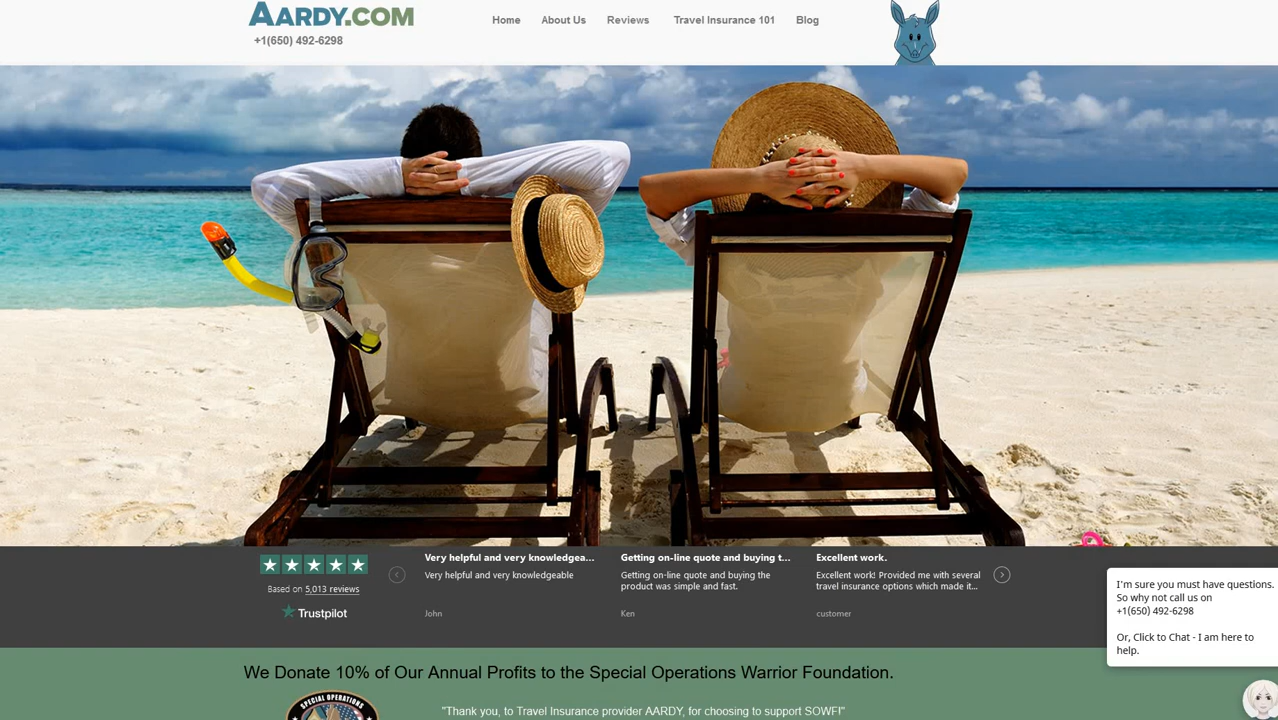 AARDY.COM
+1(650) 492-6298
Home About Us Reviews Travel Insurance 101 Blog
Very helpful and very knowledgea...
Very helpful and very knowledgeable
John
Getting on-line quote and buying t...
Getting on-line quote and buying the
product was simple and fast.
Ken
Excellent work.
Excellent work! Provided me with several
travel insurance options which made it...
customer
Based on 5,013 reviews
Trustpilot
I'm sure you must have questions.
So why not call us on
+1(650) 492-6298
Or, Click to Chat - I am here to
help.
We Donate 10% of Our Annual Profits to the Special Operations Warrior Foundation.
SPECIAL OPERATIONS
"Thank you, to Travel Insurance provider AARDY, for choosing to support SOWF!"